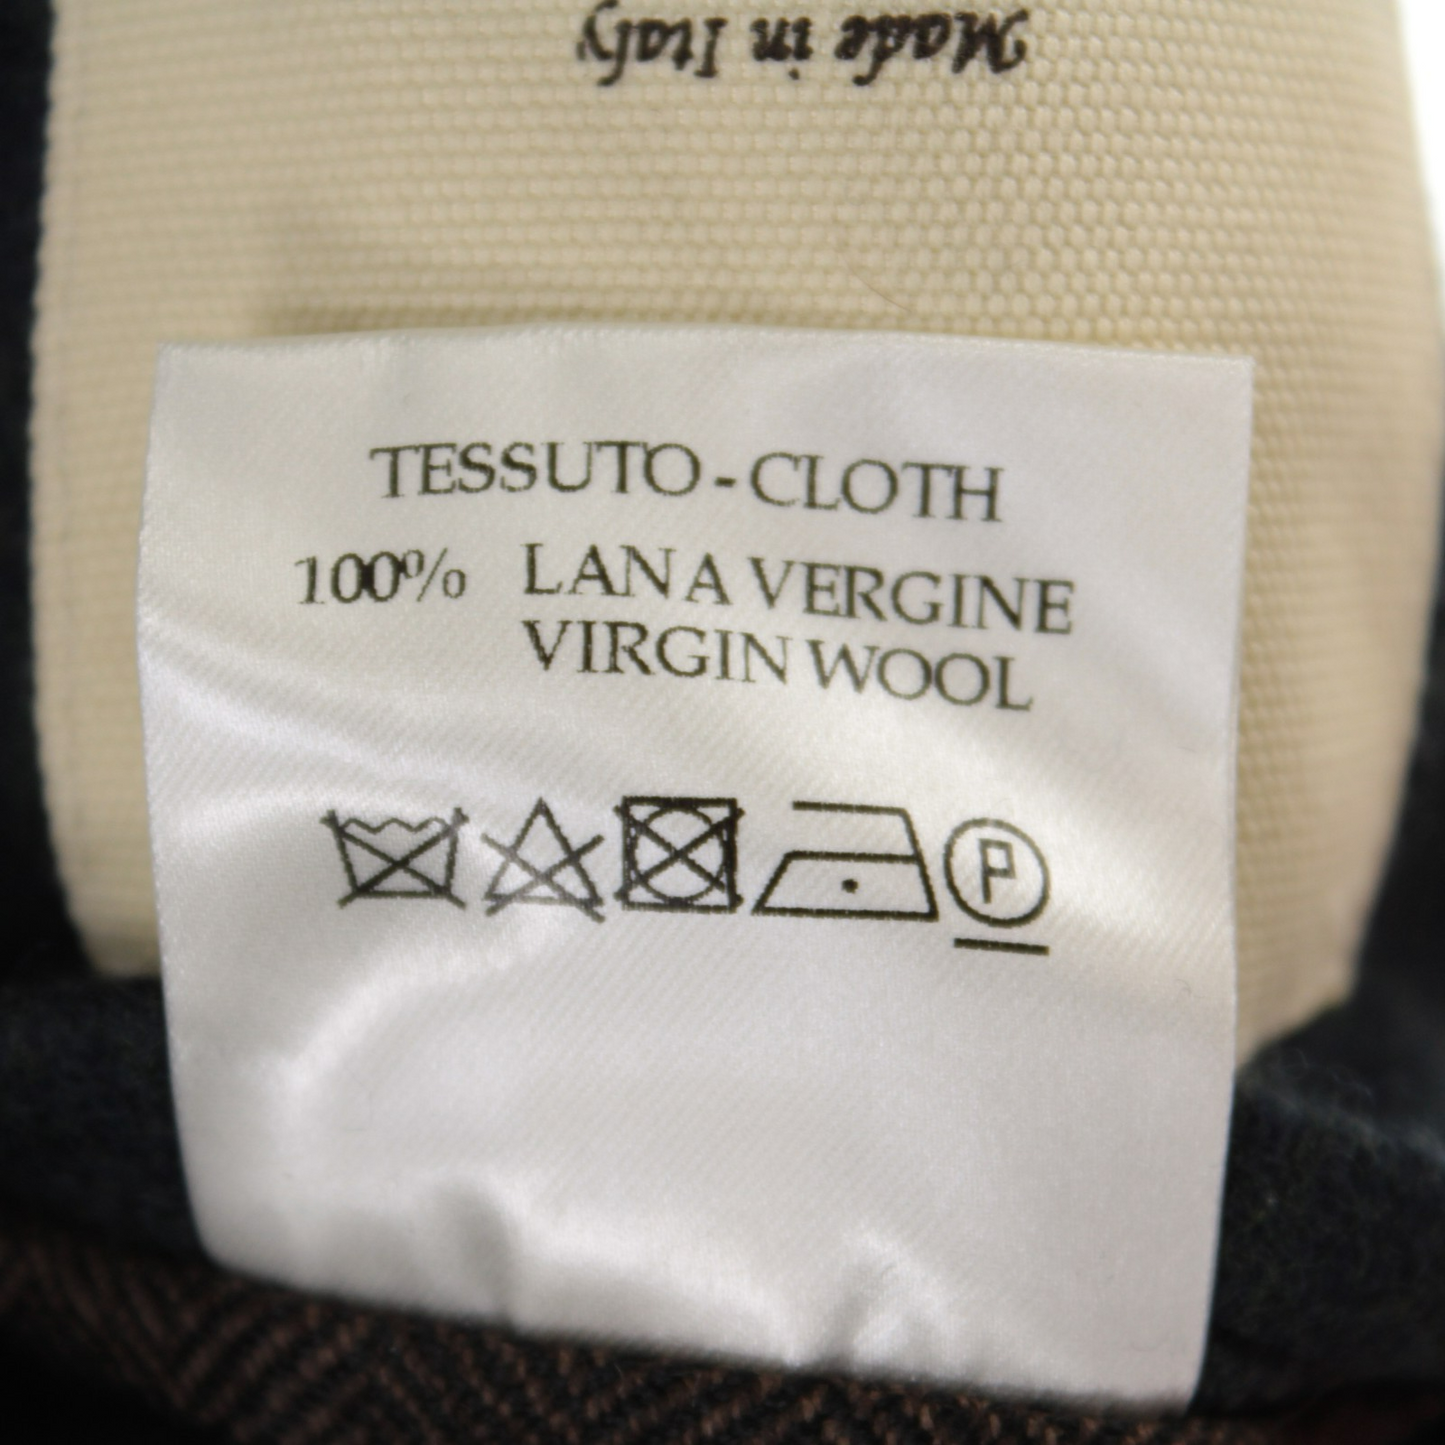 Made in Italy
TESSUTO - CLOTH
100% LANA VERGINE
VIRGIN WOOL
P